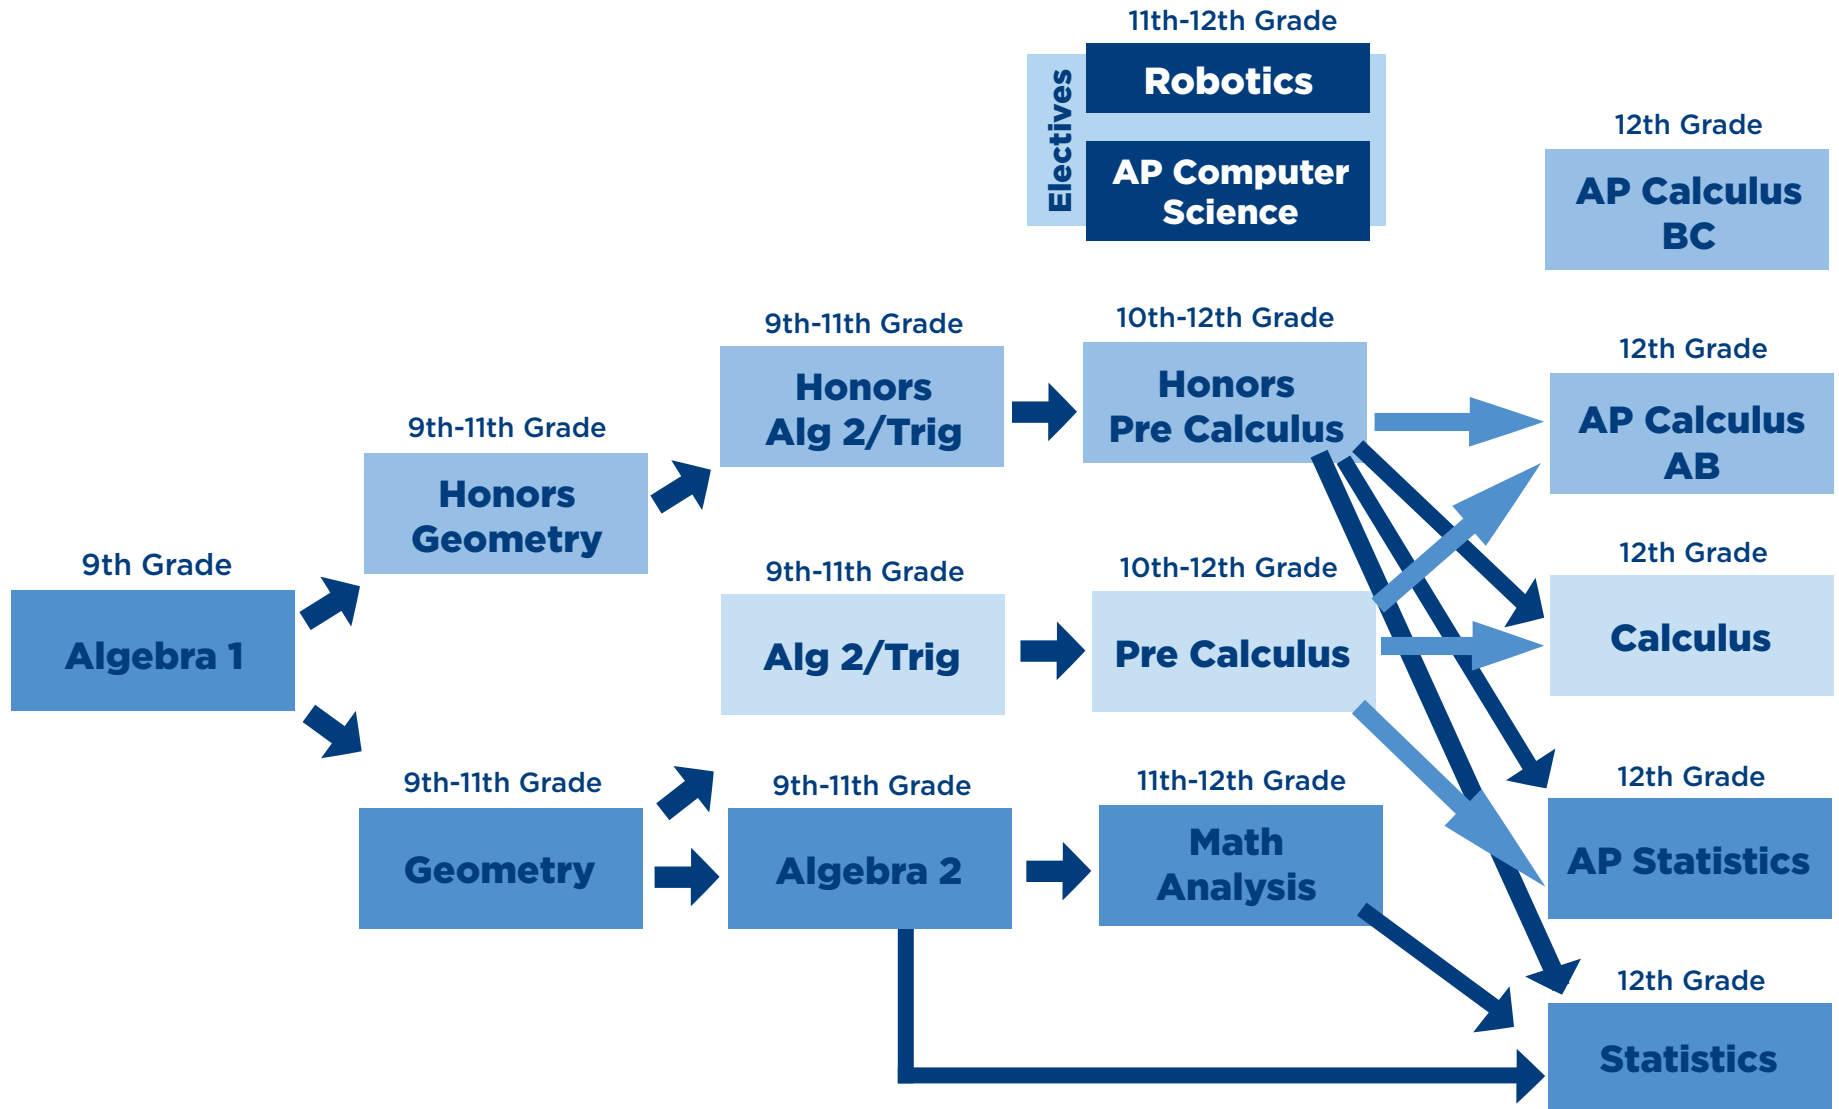 11th-12th Grade
Electives
Robotics
AP Computer
Science
12th Grade
AP Calculus
BC
9th-11th Grade
Honors
Alg 2/Trig
10th-12th Grade
Honors
Pre Calculus
12th Grade
AP Calculus
AB
9th-11th Grade
Honors
Geometry
9th Grade
Algebra 1
9th-11th Grade
Alg 2/Trig
10th-12th Grade
Pre Calculus
12th Grade
Calculus
9th-11th Grade
Geometry
9th-11th Grade
Algebra 2
11th-12th Grade
Math
Analysis
12th Grade
AP Statistics
12th Grade
Statistics